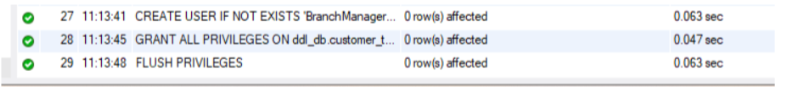 27 11:13:41 CREATE USER IF NOT EXISTS 'BranchManager... 0 row(s) affected 0.063 sec
28 11:13:45 GRANT ALL PRIVILEGES ON ddl_db.customer_t... 0 row(s) affected 0.047 sec
29 11:13:48 FLUSH PRIVILEGES 0 row(s) affected 0.063 sec